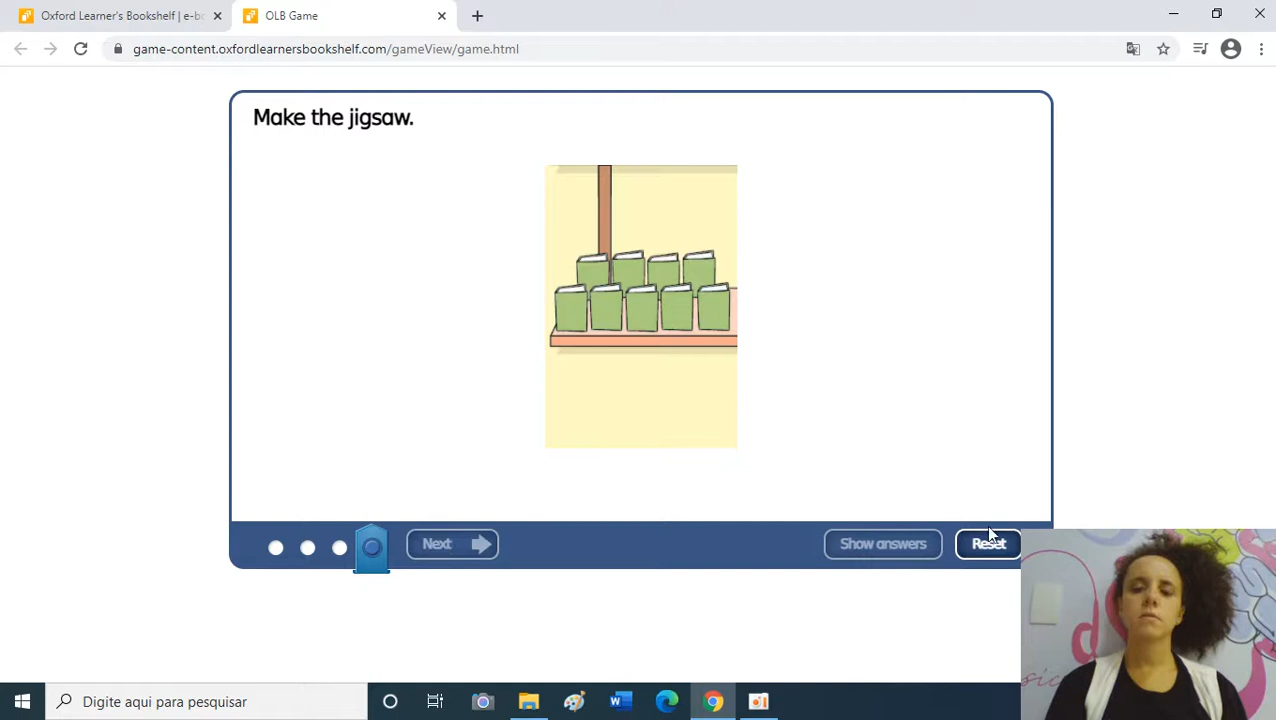 Oxford Learner's Bookshelf | e-bo
OLB Game
game-content.oxfordlearnersbookshelf.com/gameView/game.html
Make the jigsaw.
Next
Show answers
Reset
Digite aqui para pesquisar